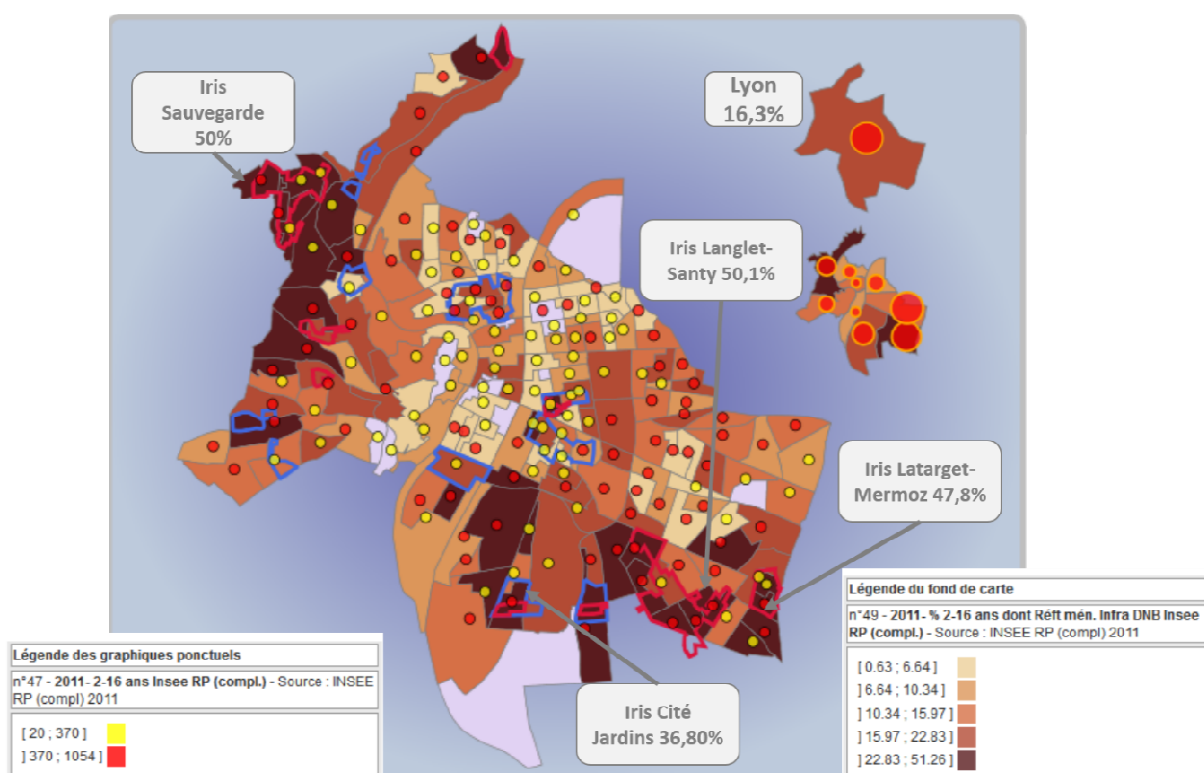 Iris
Sauvegarde
50%
Lyon
16,3%
Iris Langlet-
Santy 50,1%
Iris Latarget-
Mermoz 47,8%
Iris Cité
Jardins 36,80%
Légende des graphiques ponctuels
n°47 - 2011- 2-16 ans Insee RP (compl.) - Source : INSEE
RP (compl) 2011
[ 20 ; 370 ]
] 370 ; 1054 ]
Légende du fond de carte
n°49 - 2011- % 2-16 ans dont Réft mén. Infra DNB Insee
RP (compl.) - Source : INSEE RP (compl) 2011
[ 0.63 ; 6.64 ]
] 6.64 ; 10.34 ]
] 10.34 ; 15.97 ]
] 15.97 ; 22.83 ]
] 22.83 ; 51.26 ]